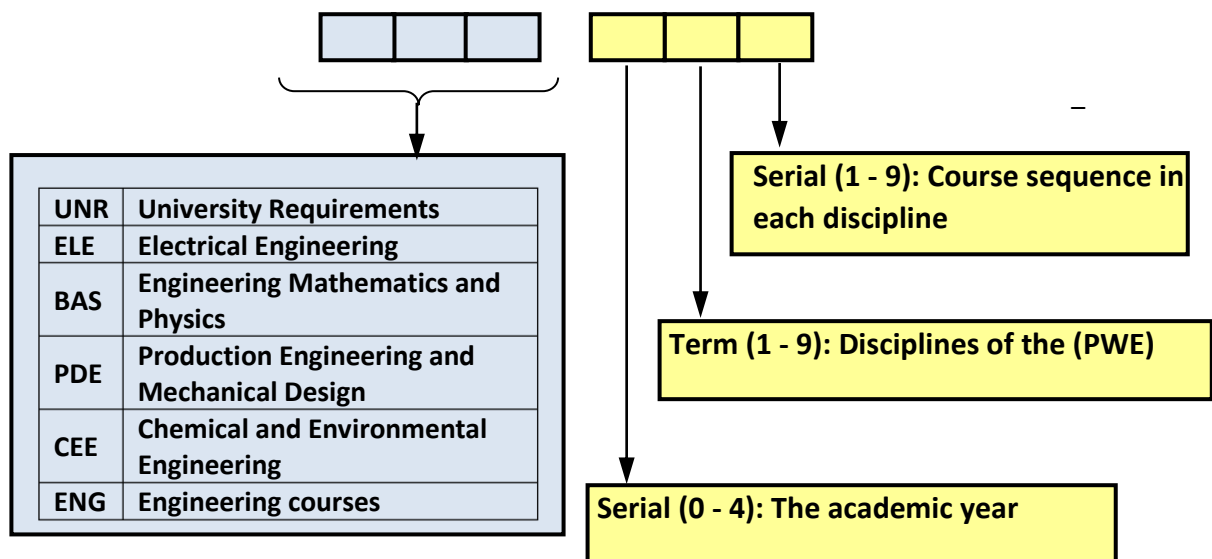 –
Serial (1 - 9): Course sequence in
each discipline
UNR University Requirements
ELE Electrical Engineering
BAS Engineering Mathematics and
Physics
PDE Production Engineering and
Mechanical Design
CEE Chemical and Environmental
Engineering
ENG Engineering courses
Term (1 - 9): Disciplines of the (PWE)
Serial (0 - 4): The academic year